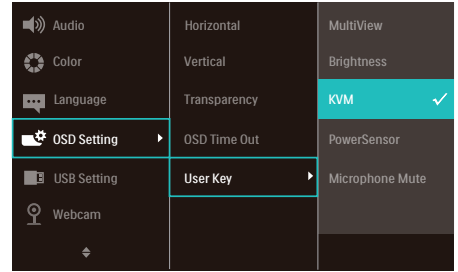 Audio
Color
Language
OSD Setting
USB Setting
Webcam
Horizontal
Vertical
Transparency
OSD Time Out
User Key
MultiView
Brightness
KVM
PowerSensor
Microphone Mute